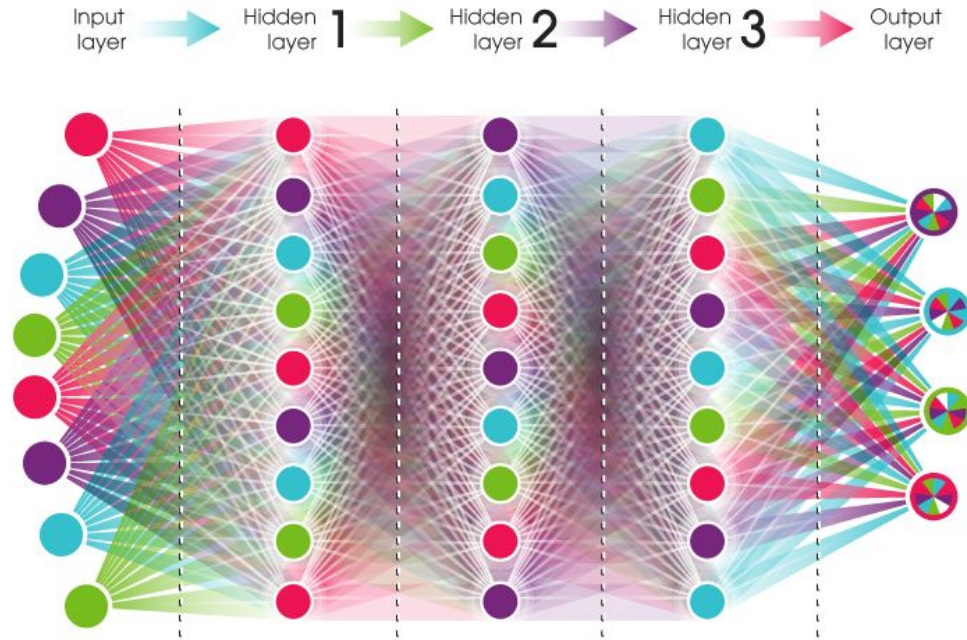 Input
layer
Hidden
layer 1
Hidden
layer 2
Hidden
layer 3
Output
layer